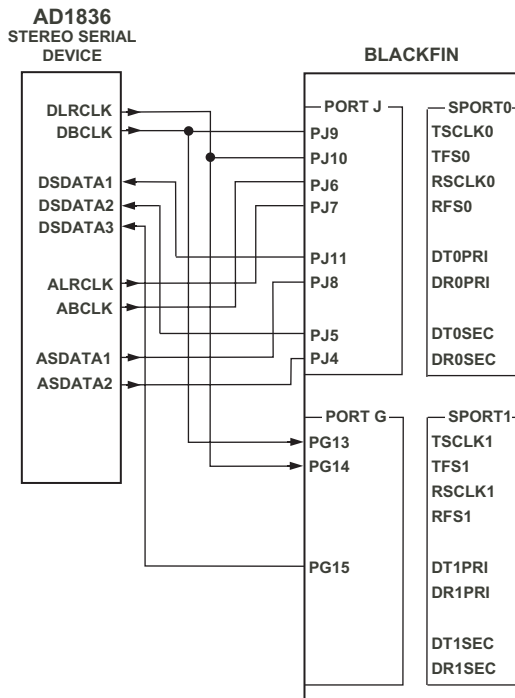 AD1836
STEREO SERIAL
DEVICE
BLACKFIN
DLRCLK
DBCLK
DSDATA1
DSDATA2
DSDATA3
ALRCLK
ABCLK
ASDATA1
ASDATA2
PORT J
PJ9
PJ10
PJ6
PJ7
PJ11
PJ8
PJ5
PJ4
SPORT0
TSCLK0
TFS0
RSCLK0
RFS0
DT0PRI
DR0PRI
DT0SEC
DR0SEC
PORT G
PG13
PG14
PG15
SPORT1
TSCLK1
TFS1
RSCLK1
RFS1
DT1PRI
DR1PRI
DT1SEC
DR1SEC